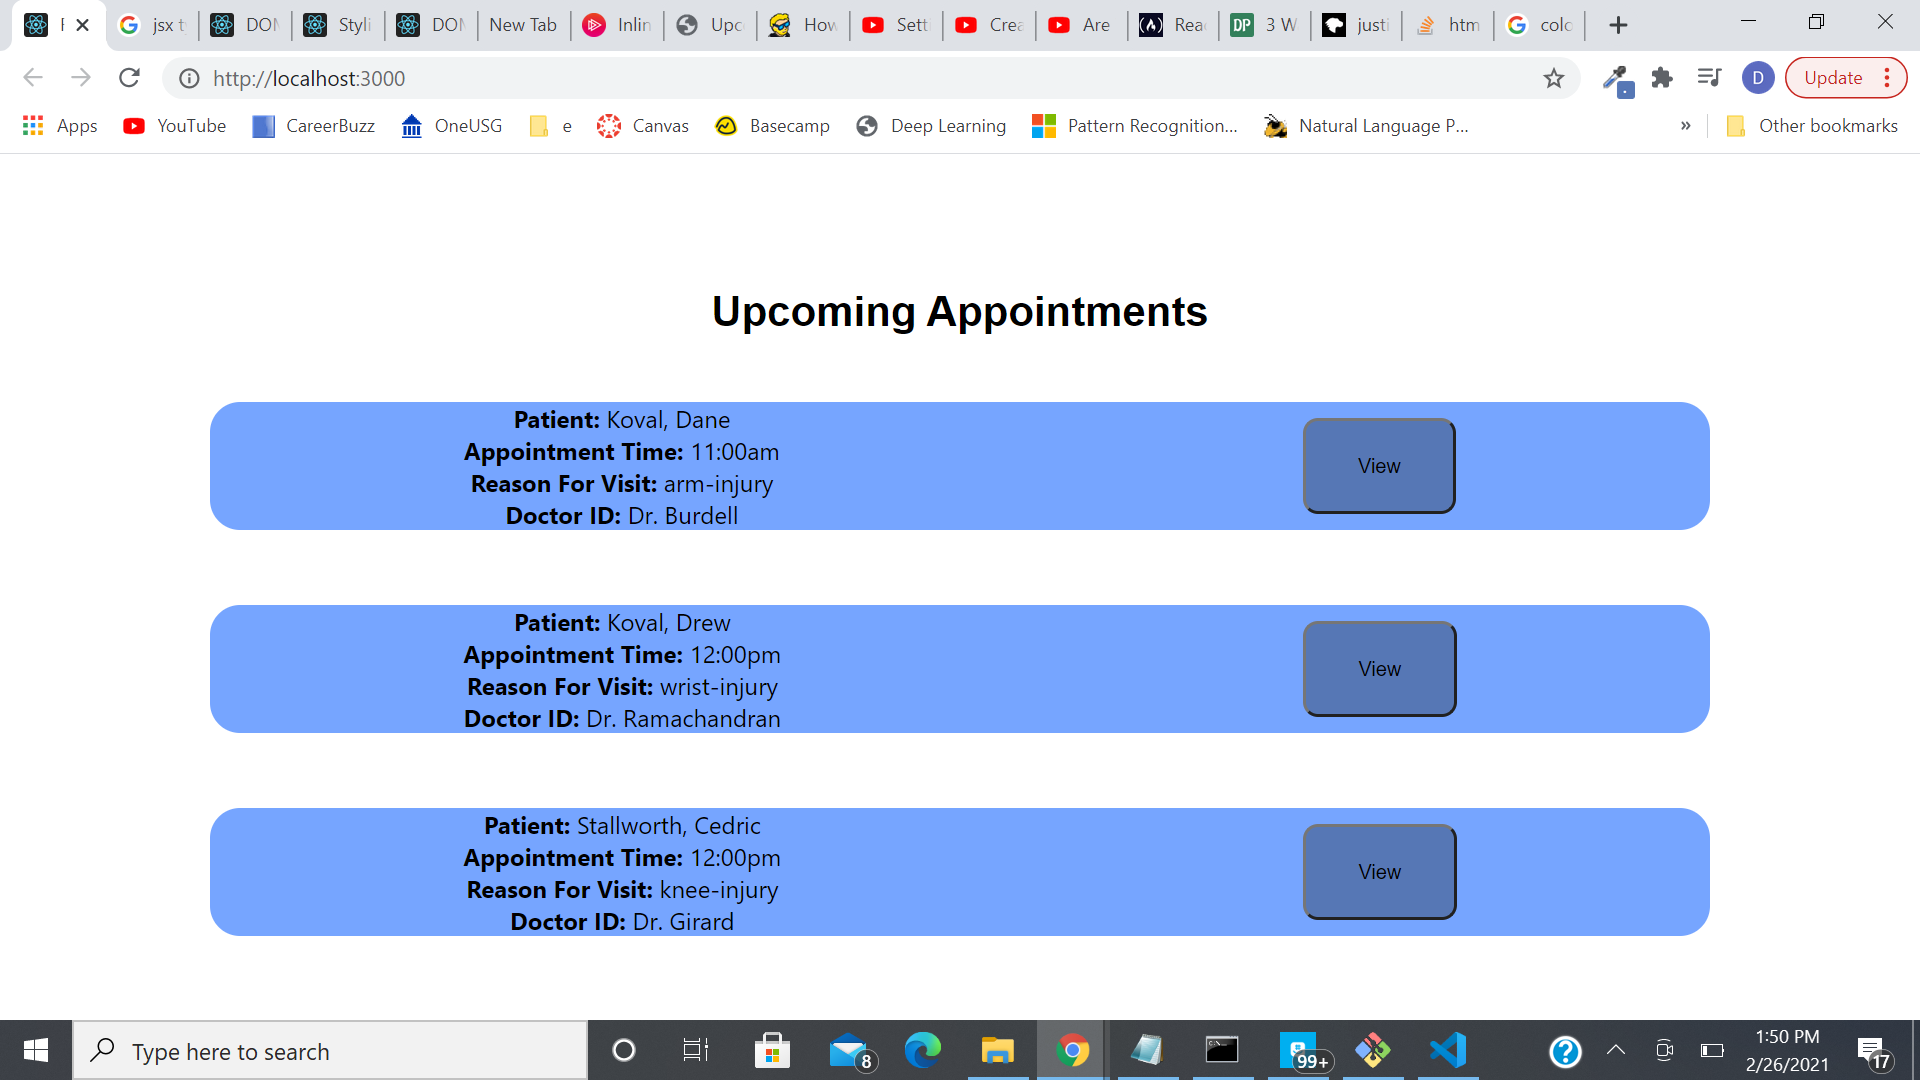 jsx
Styli
New Tab
Inlin
Upc
How
Setti
Crea
Are
Rea
DP
3 W
justi
htm
colo
http://localhost:3000
D
Update
Apps
YouTube
CareerBuzz
OneUSG
e
Canvas
Basecamp
Deep Learning
Pattern Recognition...
Natural Language P...
»
Other bookmarks
Upcoming Appointments
Patient: Koval, Dane
Appointment Time: 11:00am
Reason For Visit: arm-injury
Doctor ID: Dr. Burdell
View
Patient: Koval, Drew
Appointment Time: 12:00pm
Reason For Visit: wrist-injury
Doctor ID: Dr. Ramachandran
View
Patient: Stallworth, Cedric
Appointment Time: 12:00pm
Reason For Visit: knee-injury
Doctor ID: Dr. Girard
View
Type here to search
8
99+
1:50 PM
2/26/2021
17